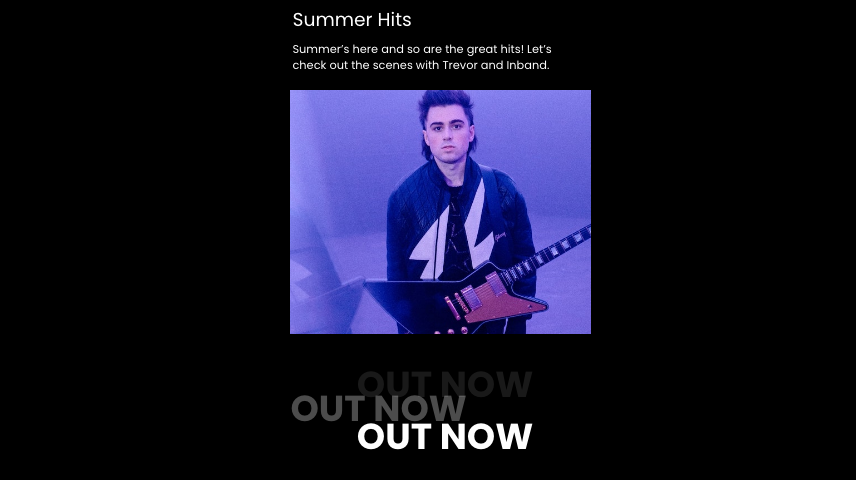 Summer Hits
Summer’s here and so are the great hits! Let’s
check out the scenes with Trevor and Inband.
OUT NOW
OUT NOW
OUT NOW